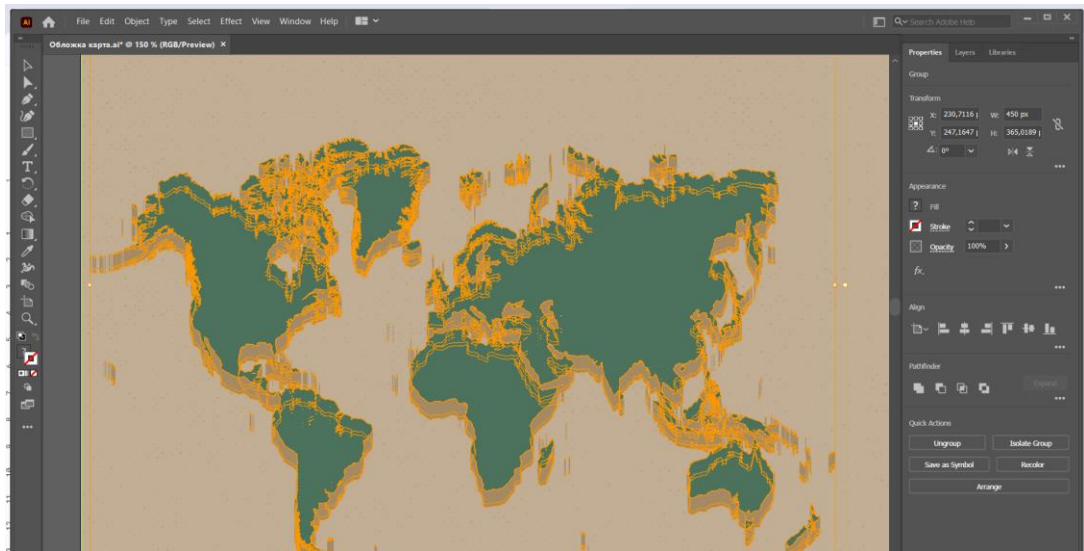 Ai File Edit Object Type Select Effect View Window Help Search Adobe Help
Обложка карта.ai* @ 150 % (RGB/Preview) ×
Properties Layers Libraries
Group
Transform
X: 230,7116 W: 450 px
Y: 247,1647 H: 365,0189
0°
Appearance
? Fill
Stroke
Opacity 100%
fx.
Align
Pathfinder
Expand
Quick Actions
Ungroup Isolate Group
Save as Symbol Recolor
Arrange